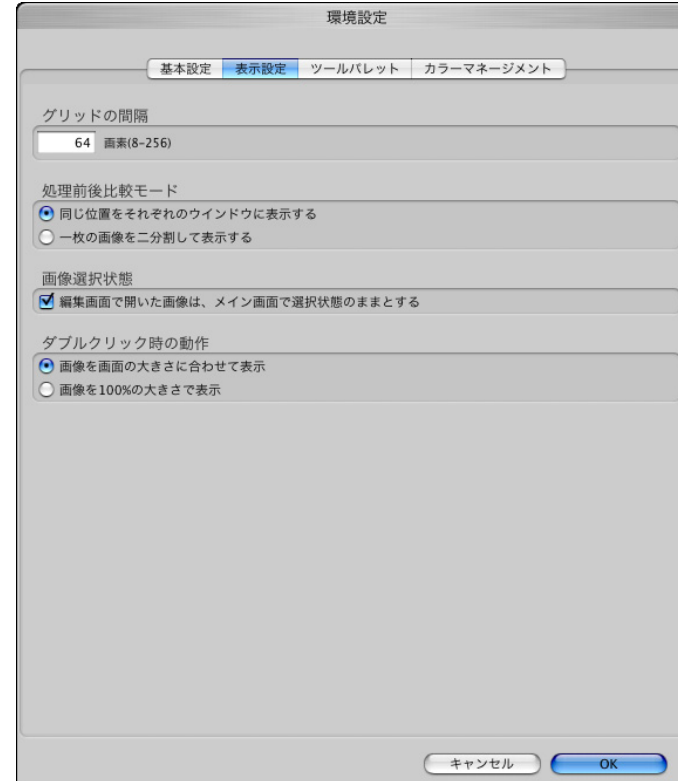 環境設定
基本設定 表示設定 ツールパレット カラーマネージメント
グリッドの間隔
64 画素(8-256)
処理前後比較モード
同じ位置をそれぞれのウインドウに表示する
一枚の画像を二分割して表示する
画像選択状態
編集画面で開いた画像は、メイン画面で選択状態のままとする
ダブルクリック時の動作
画像を画面の大きさに合わせて表示
画像を100%の大きさで表示
キャンセル OK